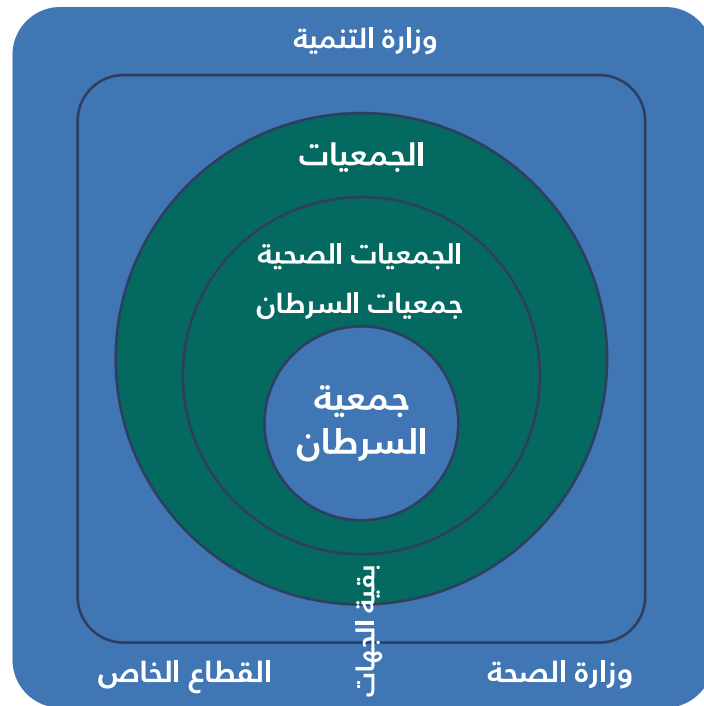 وزارة التنمية
الجمعيات
الجمعيات الصحية
جمعيات السرطان
جمعية
السرطان
بقية الجهات
وزارة الصحة
القطاع الخاص